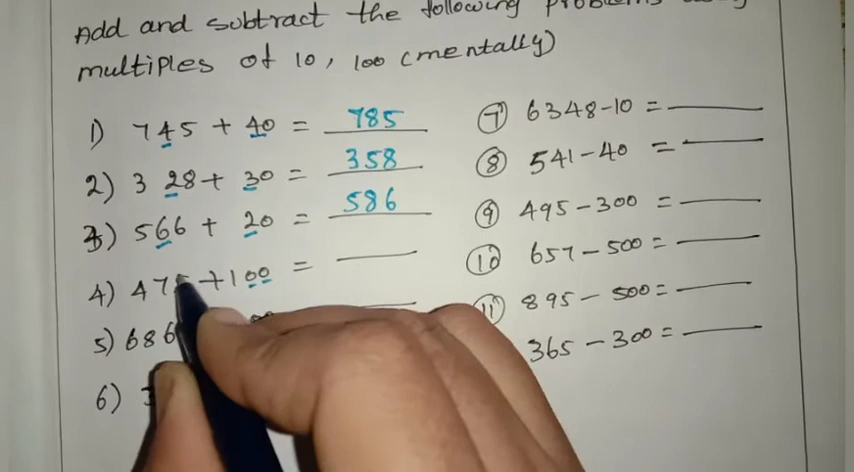 Add and subtract the following
multiples of 10, 100 (mentally)
1) 745 + 40 = 785
2) 328 + 30 = 358
3) 566 + 20 = 586
4) 475 + 100 =
5) 686
6)
7 6348-10 =
8 541-40 =
9 495-300 =
10 657-500 =
11 895-500 =
365-300 =